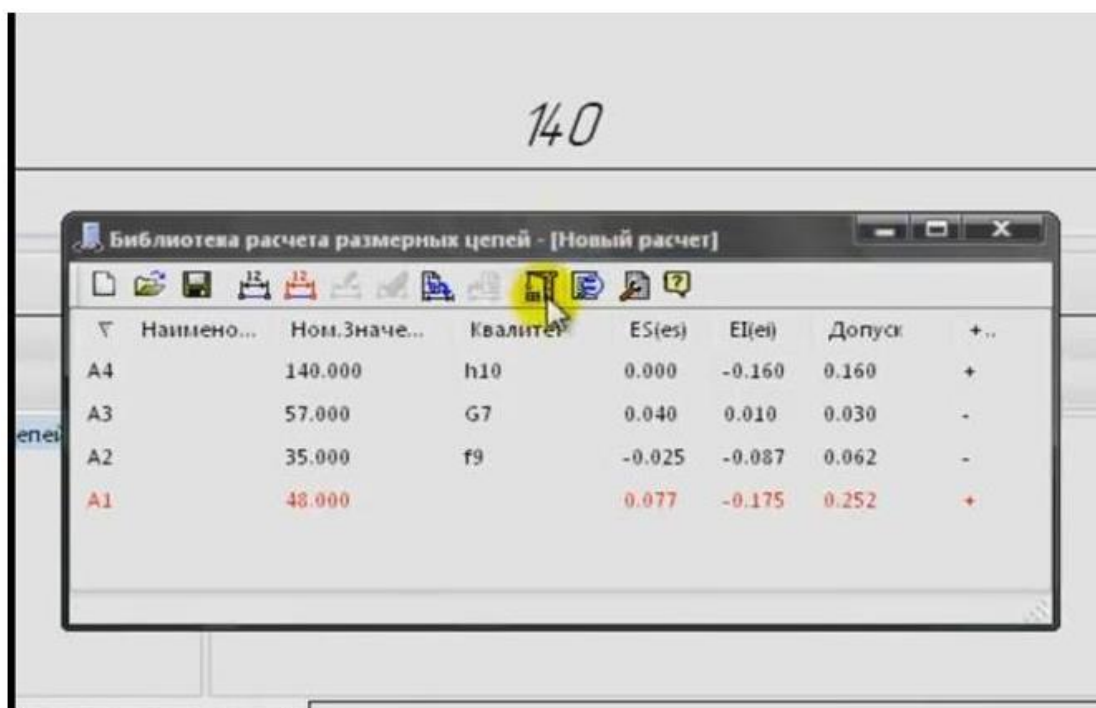 140
Библиотека расчета размерных цепей - [Новый расчет]
Наимено... Ном.Значе... Квалитет ES(es) EI(ei) Допуск +..
A4 140.000 h10 0.000 -0.160 0.160 +
A3 57.000 G7 0.040 0.010 0.030 -
епей
A2 35.000 f9 -0.025 -0.087 0.062 -
A1 48.000 0.077 -0.175 0.252 +